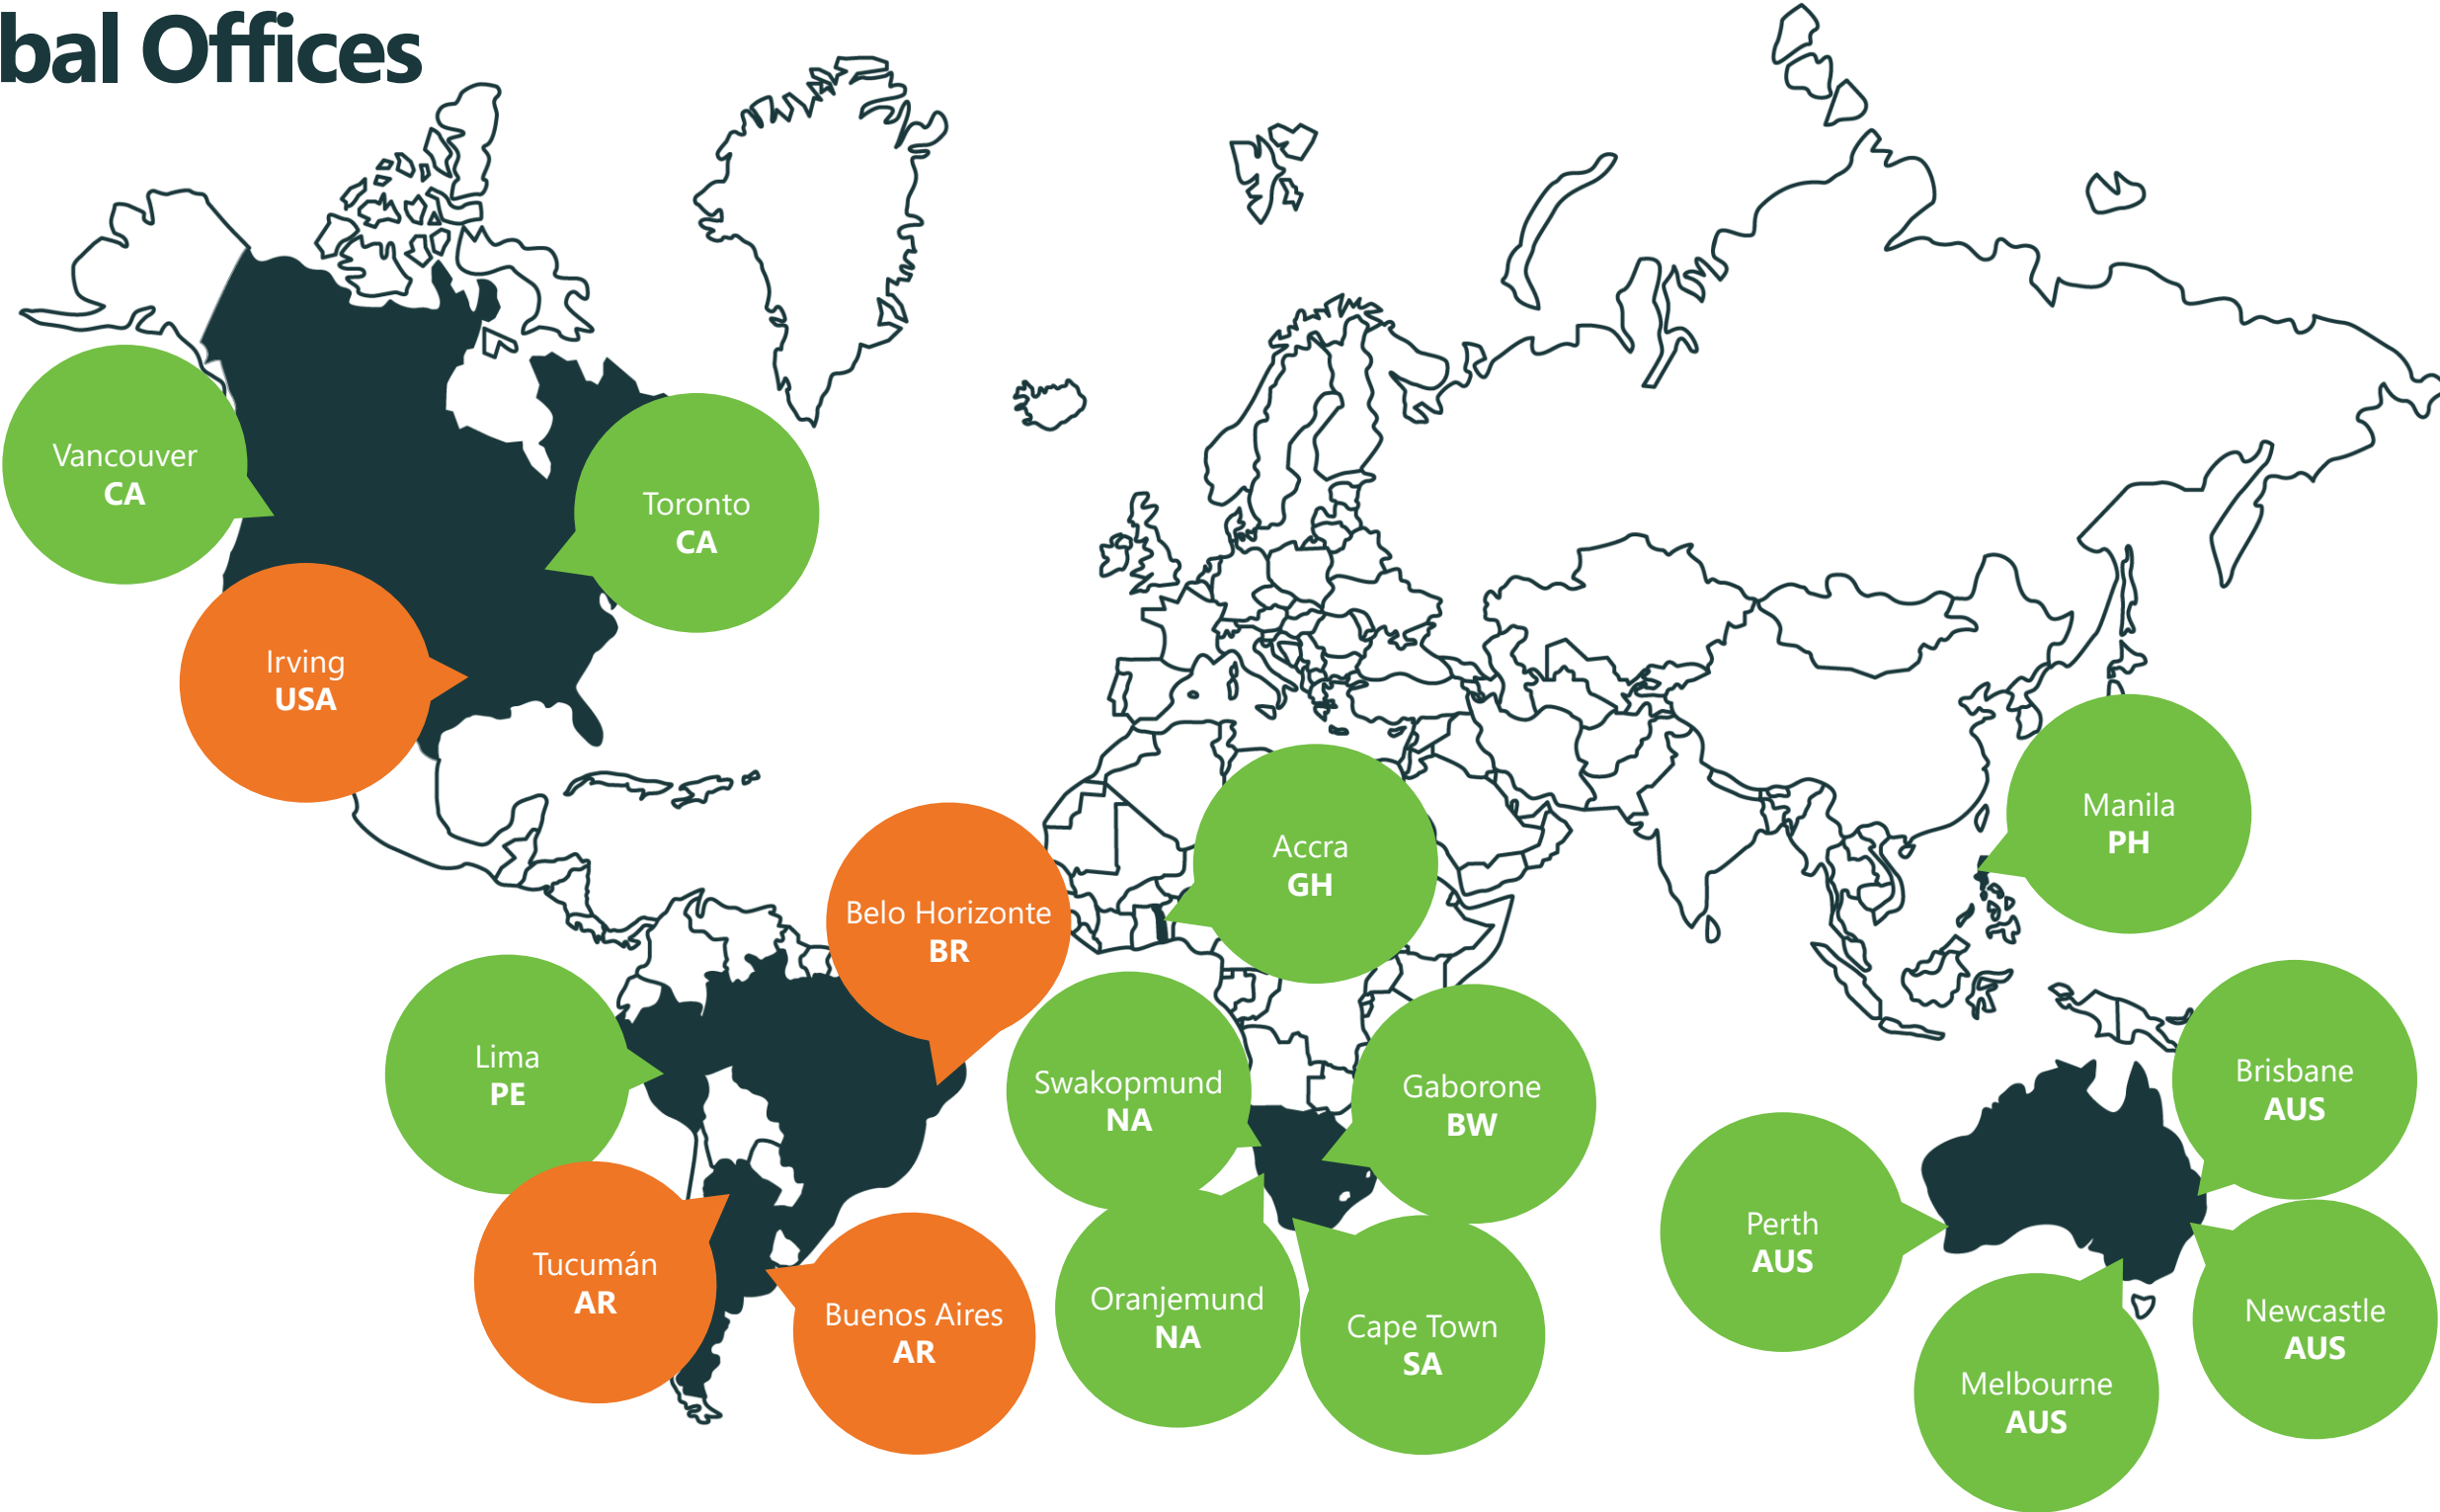 bal Offices
Vancouver
CA
Toronto
CA
Irving
USA
Manila
PH
Accra
GH
Belo Horizonte
BR
Lima
PE
Swakopmund
NA
Gaborone
BW
Brisbane
AUS
Perth
AUS
Tucumán
AR
Buenos Aires
AR
Oranjemund
NA
Cape Town
SA
Newcastle
AUS
Melbourne
AUS